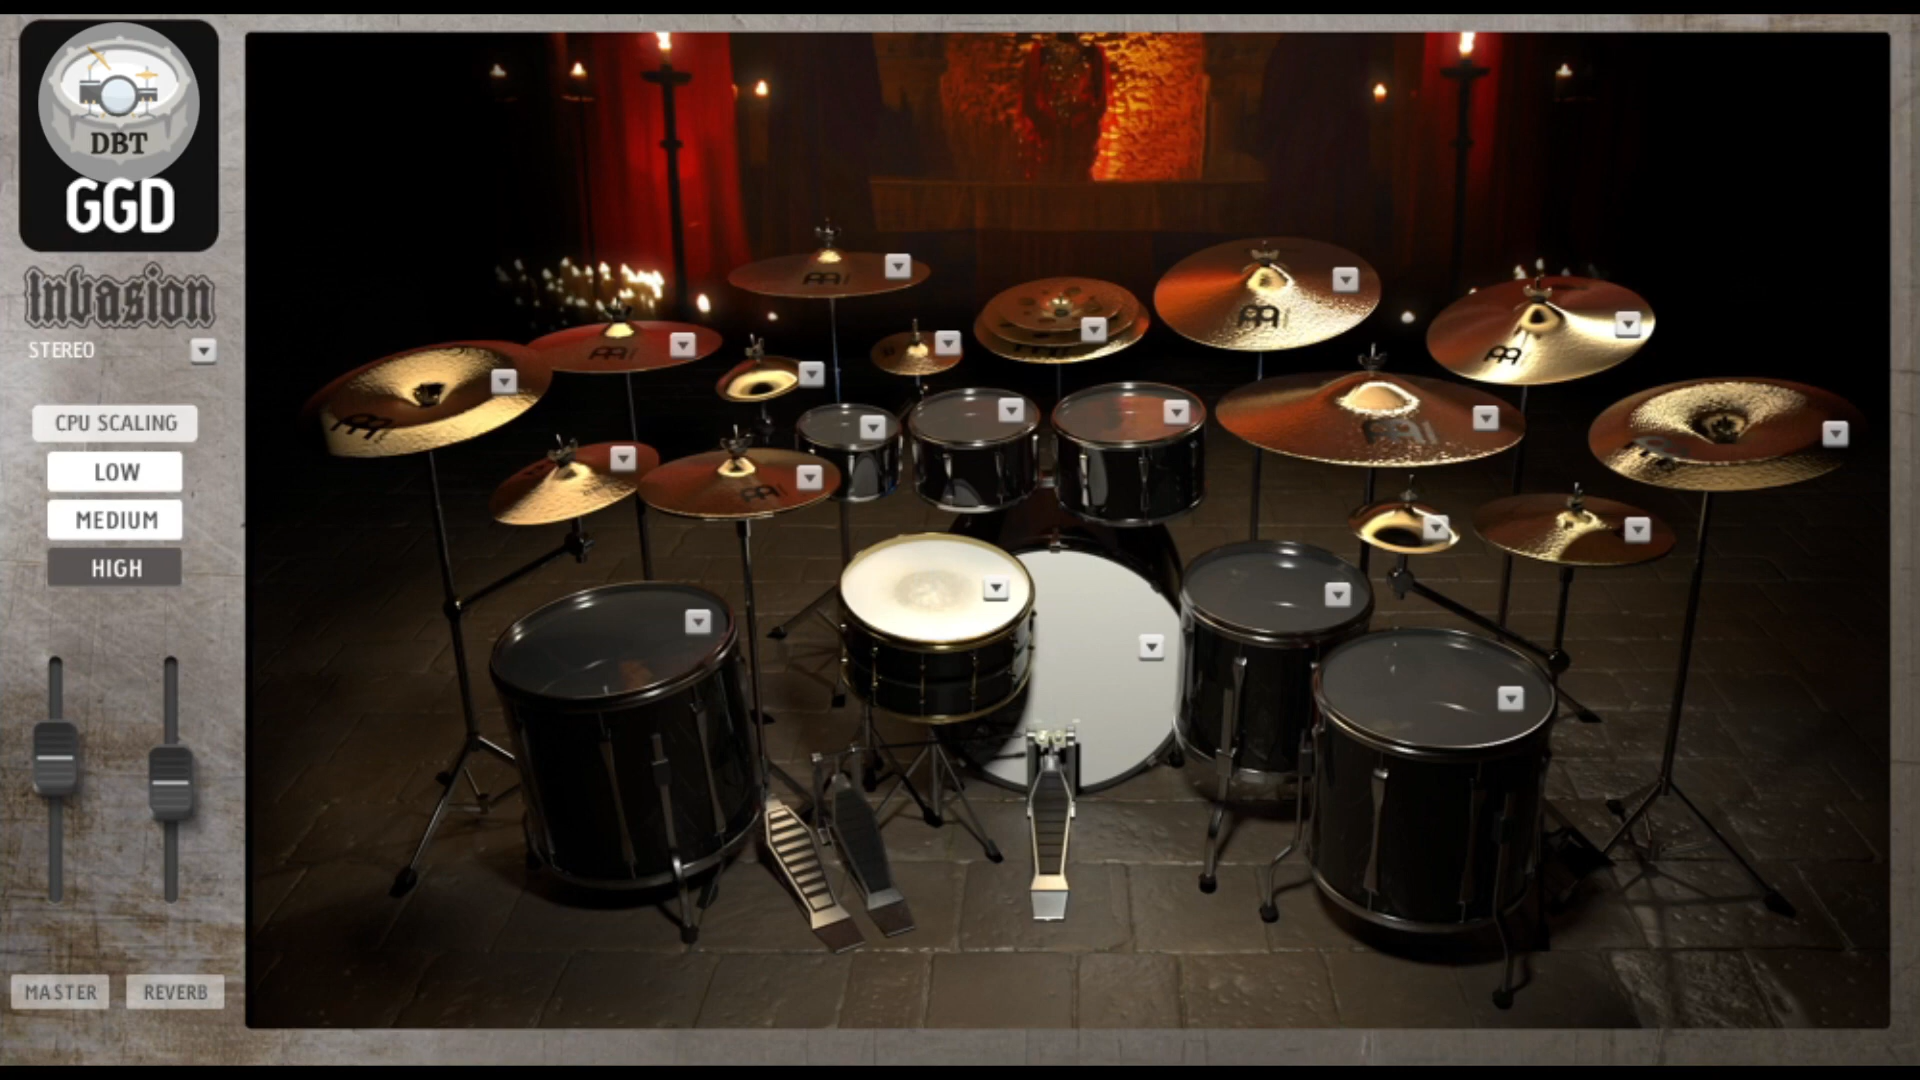 DBT
GGD
Invasion
STEREO
CPU SCALING
LOW
MEDIUM
HIGH
MASTER
REVERB